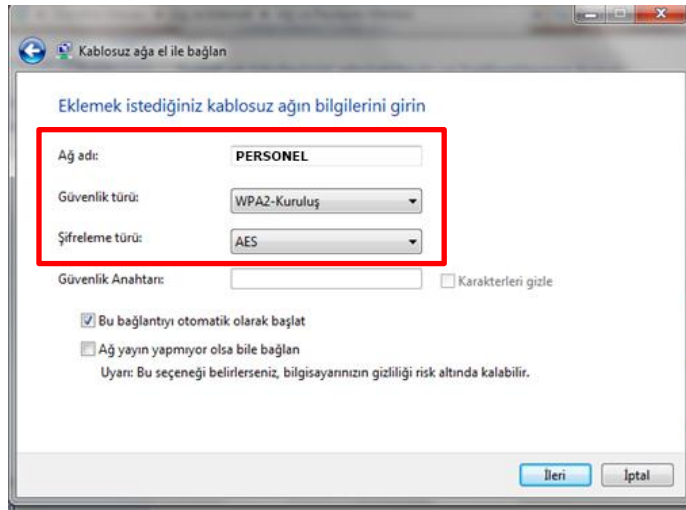 Kablosuz ağa el ile bağlan
Eklemek istediğiniz kablosuz ağın bilgilerini girin
Ağ adı: PERSONEL
Güvenlik türü: WPA2-Kuruluş
Şifreleme türü: AES
Güvenlik Anahtarı: Karakterleri gizle
Bu bağlantıyı otomatik olarak başlat
Ağ yayın yapmıyor olsa bile bağlan
Uyarı: Bu seçeneği belirlerseniz, bilgisayarınızın gizliliği risk altında kalabilir.
İleri İptal